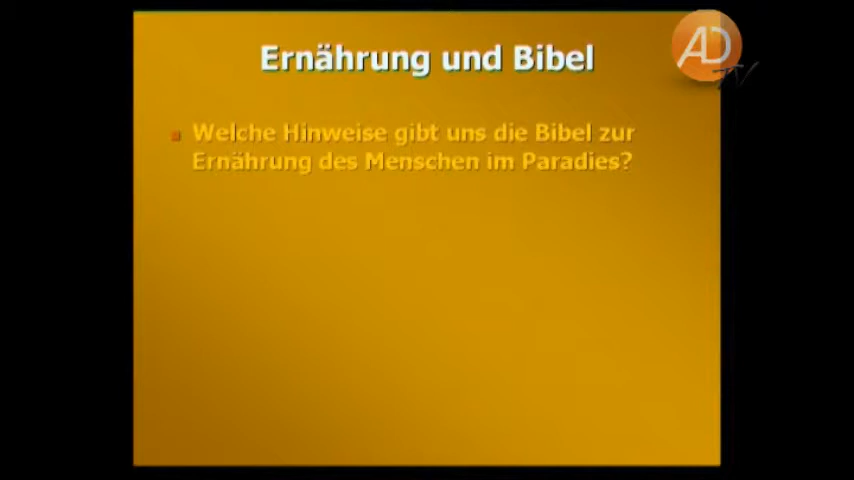 Ernährung und Bibel
AD
TV
Welche Hinweise gibt uns die Bibel zur
Ernährung des Menschen im Paradies?